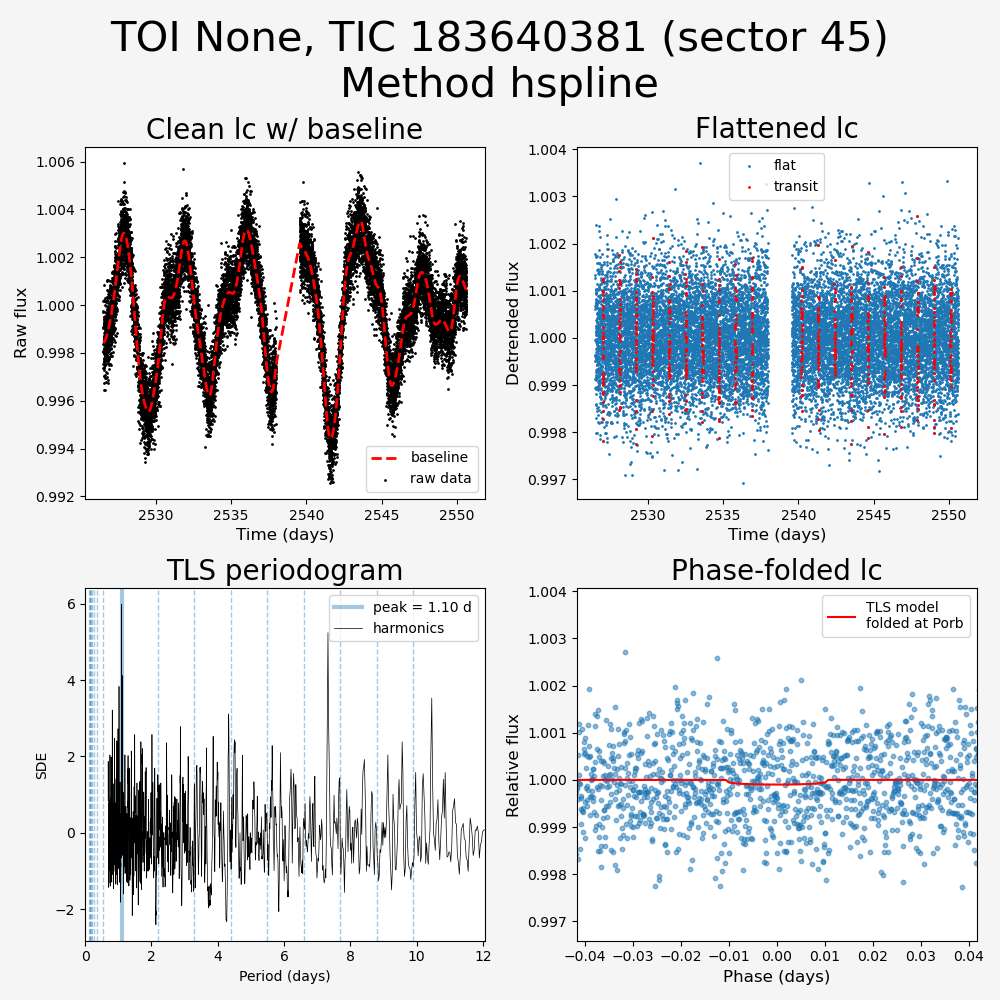 TOI None, TIC 183640381 (sector 45)
Method hspline
Clean lc w/ baseline
Raw flux
1.006
1.004
1.002
1.000
0.998
0.996
0.994
0.992
baseline
raw data
2530
2535
2540
2545
2550
Time (days)
Flattened lc
Detrended flux
1.004
1.003
1.002
1.001
1.000
0.999
0.998
0.997
flat
transit
2530
2535
2540
2545
2550
Time (days)
TLS periodogram
SDE
6
4
2
0
−2
peak = 1.10 d
harmonics
0
2
4
6
8
10
12
Period (days)
Phase-folded lc
Relative flux
1.004
1.003
1.002
1.001
1.000
0.999
0.998
0.997
TLS model
folded at Porb
−0.04
−0.03
−0.02
−0.01
0.00
0.01
0.02
0.03
0.04
Phase (days)